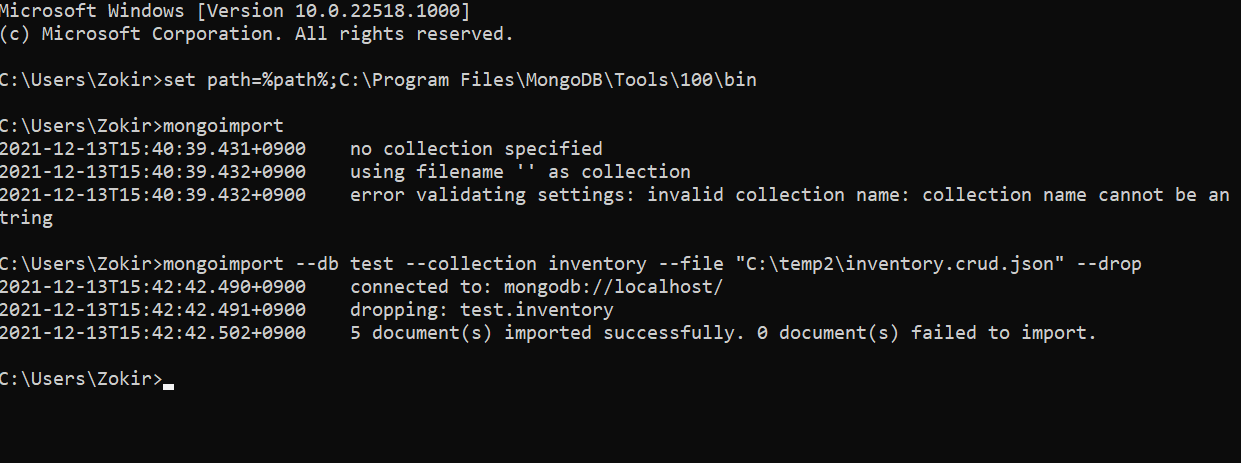 Microsoft Windows [Version 10.0.22518.1000]
(c) Microsoft Corporation. All rights reserved.
C:\Users\Zokir>set path=%path%;C:\Program Files\MongoDB\Tools\100\bin
C:\Users\Zokir>mongoimport
2021-12-13T15:40:39.431+0900    no collection specified
2021-12-13T15:40:39.432+0900    using filename '' as collection
2021-12-13T15:40:39.432+0900    error validating settings: invalid collection name: collection name cannot be an
tring
C:\Users\Zokir>mongoimport --db test --collection inventory --file "C:\temp2\inventory.crud.json" --drop
2021-12-13T15:42:42.490+0900    connected to: mongodb://localhost/
2021-12-13T15:42:42.491+0900    dropping: test.inventory
2021-12-13T15:42:42.502+0900    5 document(s) imported successfully. 0 document(s) failed to import.
C:\Users\Zokir>